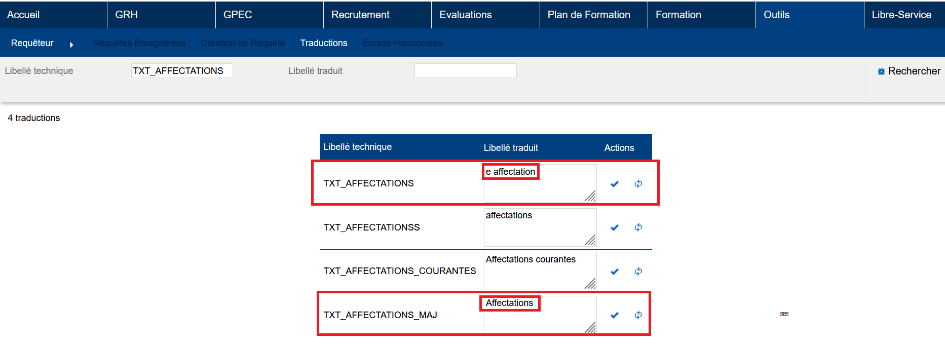 Accueil GRH GPEC Recrutement Evaluations Plan de Formation Formation Outils Libre-Service
Requêteur Requêtes Enregistrées Création de Requête Traductions Ecrans Harmonisés
Libellé technique TXT_AFFECTATIONS Libellé traduit Rechercher
4 traductions
Libellé technique Libellé traduit Actions
TXT_AFFECTATIONS e affectation
TXT_AFFECTATIONSS affectations
TXT_AFFECTATIONS_COURANTES Affectations courantes
TXT_AFFECTATIONS_MAJ Affectations